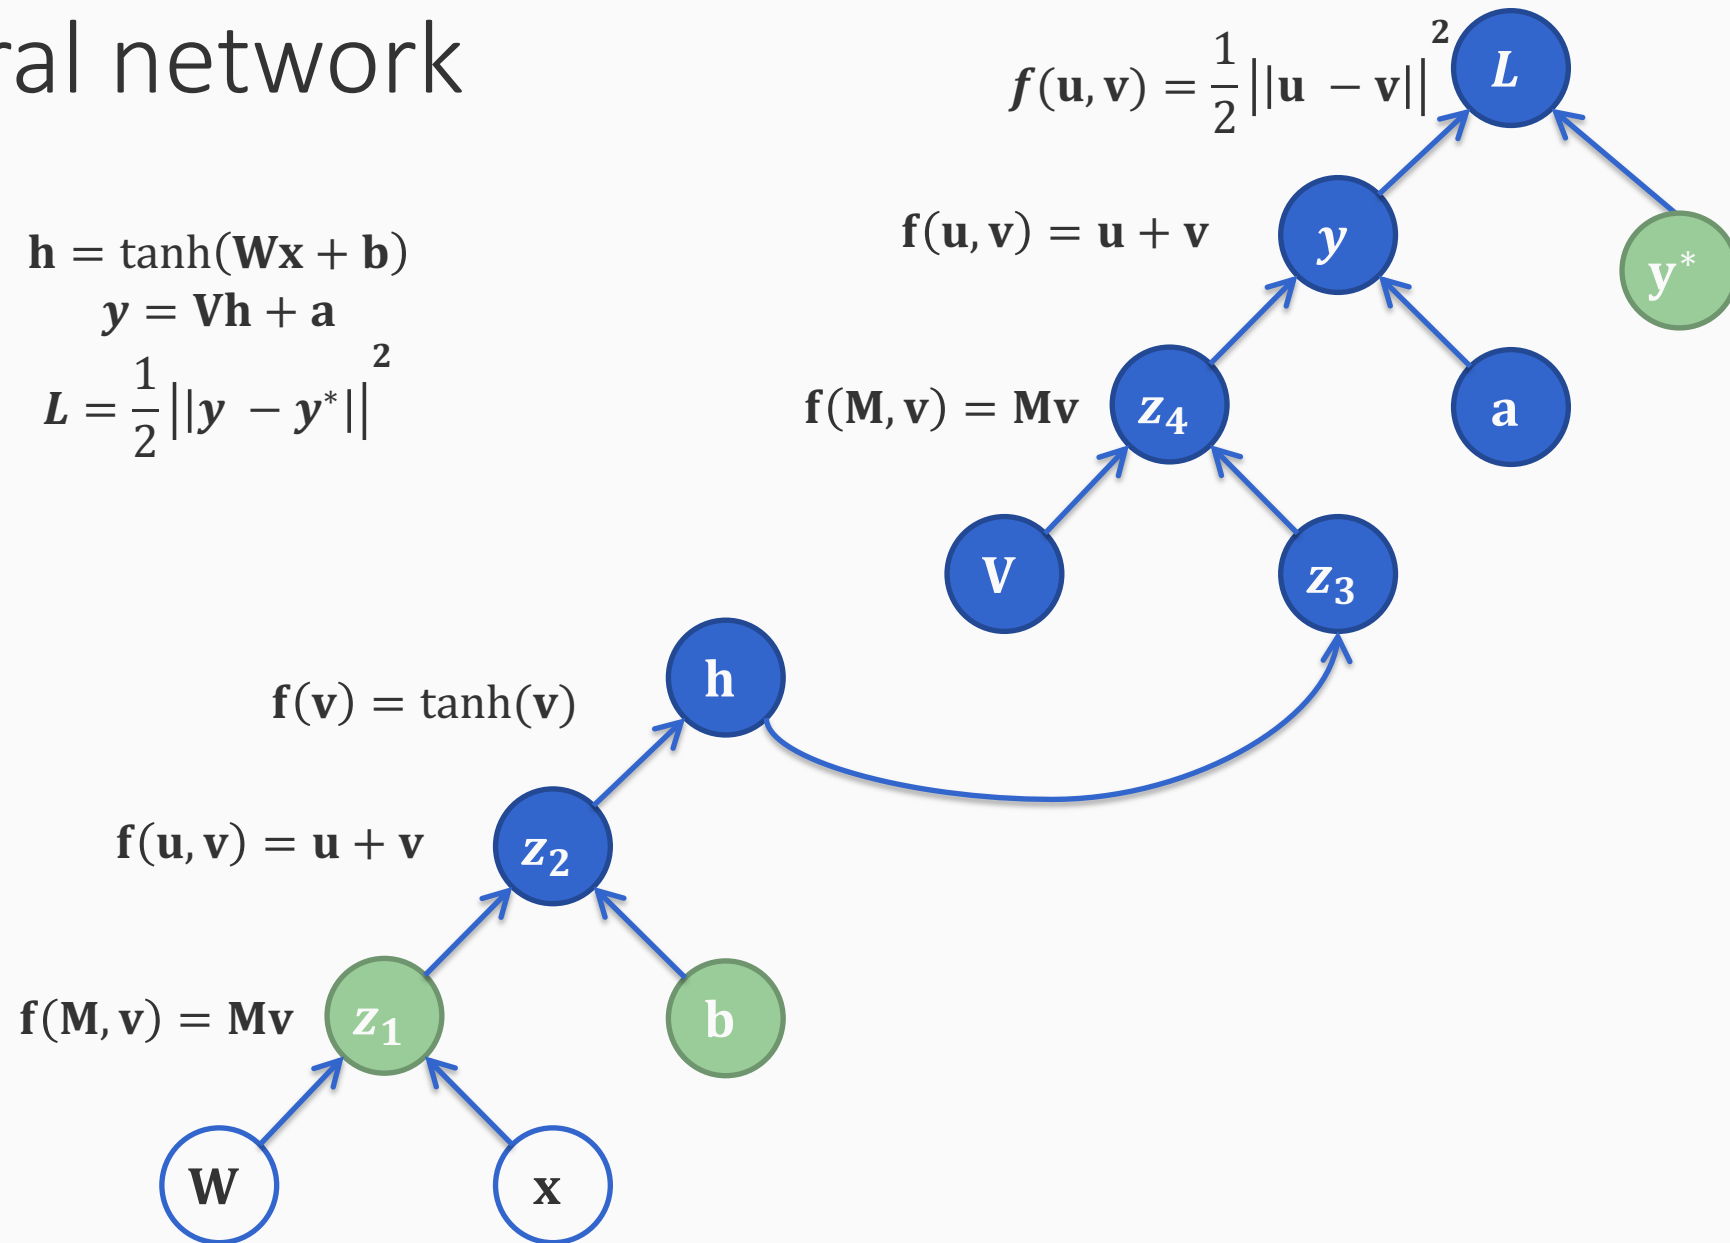 ral network
f(u, v) = 1/2 ||u − v||²
L
f(u, v) = u + v
y
y*
h = tanh(Wx + b)
y = Vh + a
L = 1/2 ||y − y*||²
f(M, v) = Mv
z₄
a
V
z₃
h
f(v) = tanh(v)
f(u, v) = u + v
z₂
f(M, v) = Mv
z₁
b
W
x